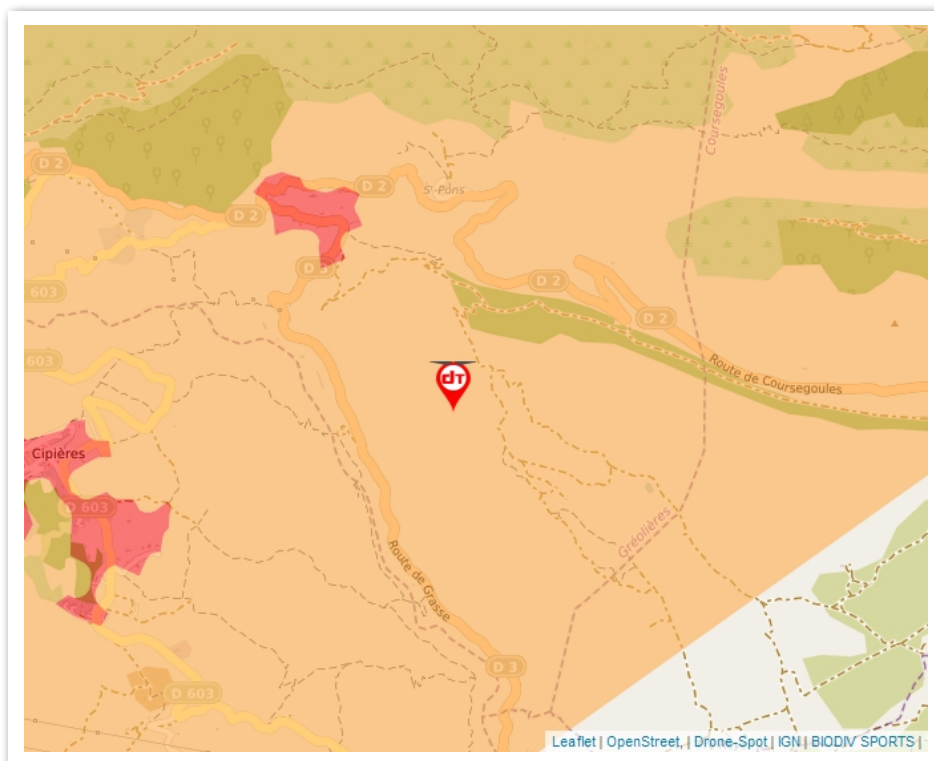 Coursegoules
D 2
D 2
St-Pons
D 2
D 2
603
D 2
603
Route de Coursegoules
dT
Cipières
D 603
Gréolières
Route de Grasse
D 3
D 603
Leaflet | OpenStreet, | Drone-Spot | IGN | BIODIV SPORTS |